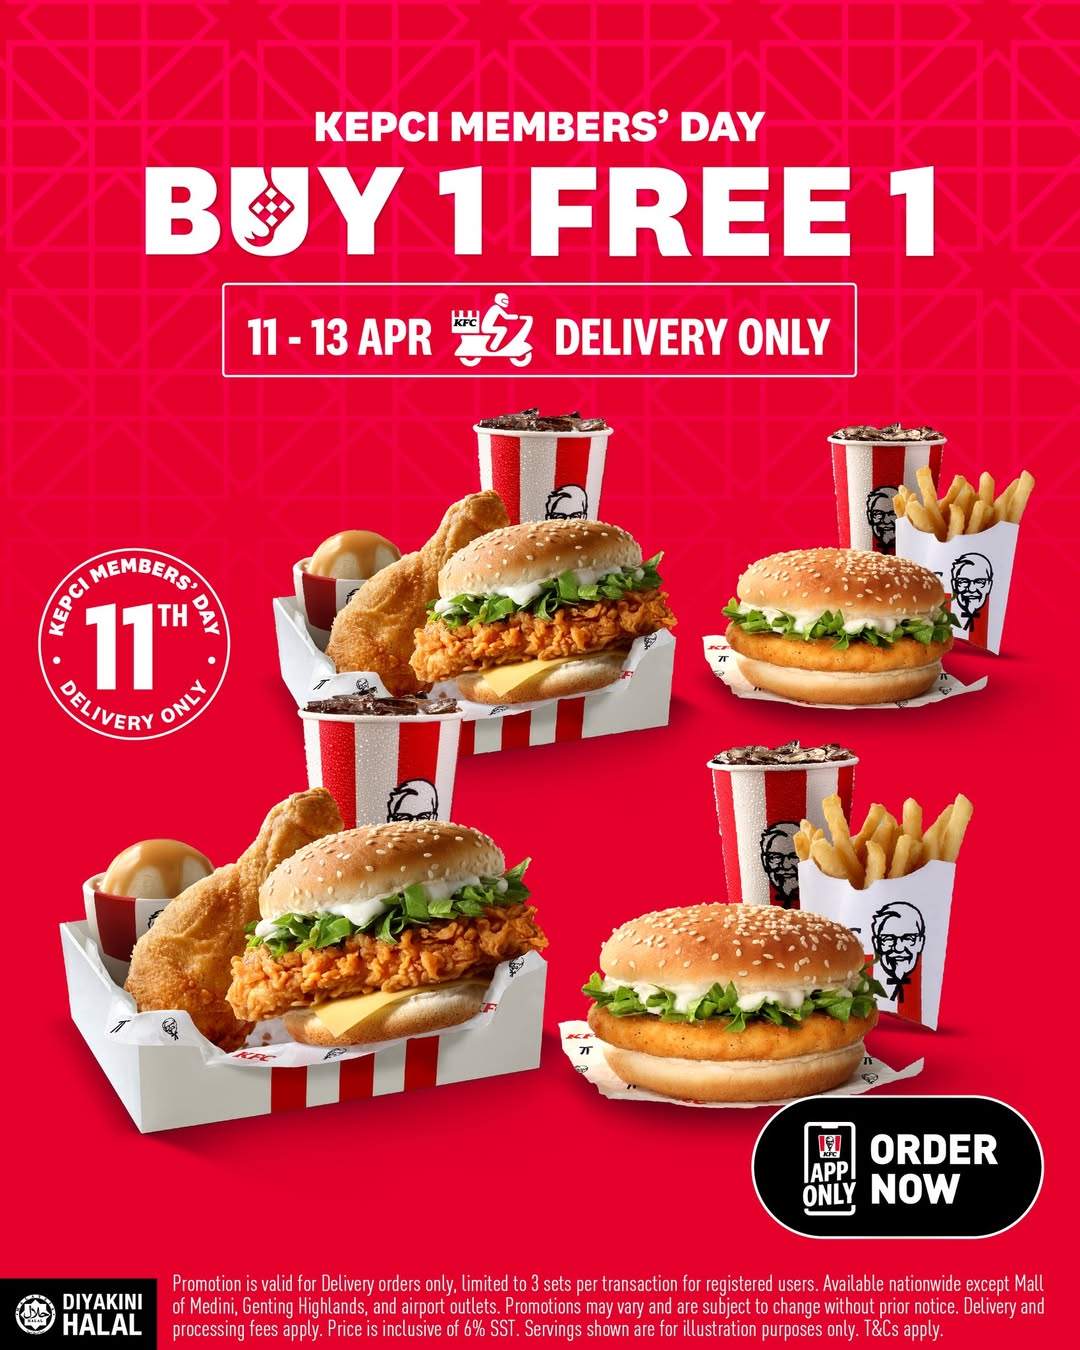 KEPCI MEMBERS' DAY
BUY 1 FREE 1
11 - 13 APR KFC DELIVERY ONLY
KEPCI MEMBERS' DAY
11TH
DELIVERY ONLY
KFC
KFC
APP
ONLY
ORDER
NOW
DIYAKINI
HALAL
Promotion is valid for Delivery orders only, limited to 3 sets per transaction for registered users. Available nationwide except Mall
of Medini, Genting Highlands, and airport outlets. Promotions may vary and are subject to change without prior notice. Delivery and
processing fees apply. Price is inclusive of 6% SST. Servings shown are for illustration purposes only. T&Cs apply.